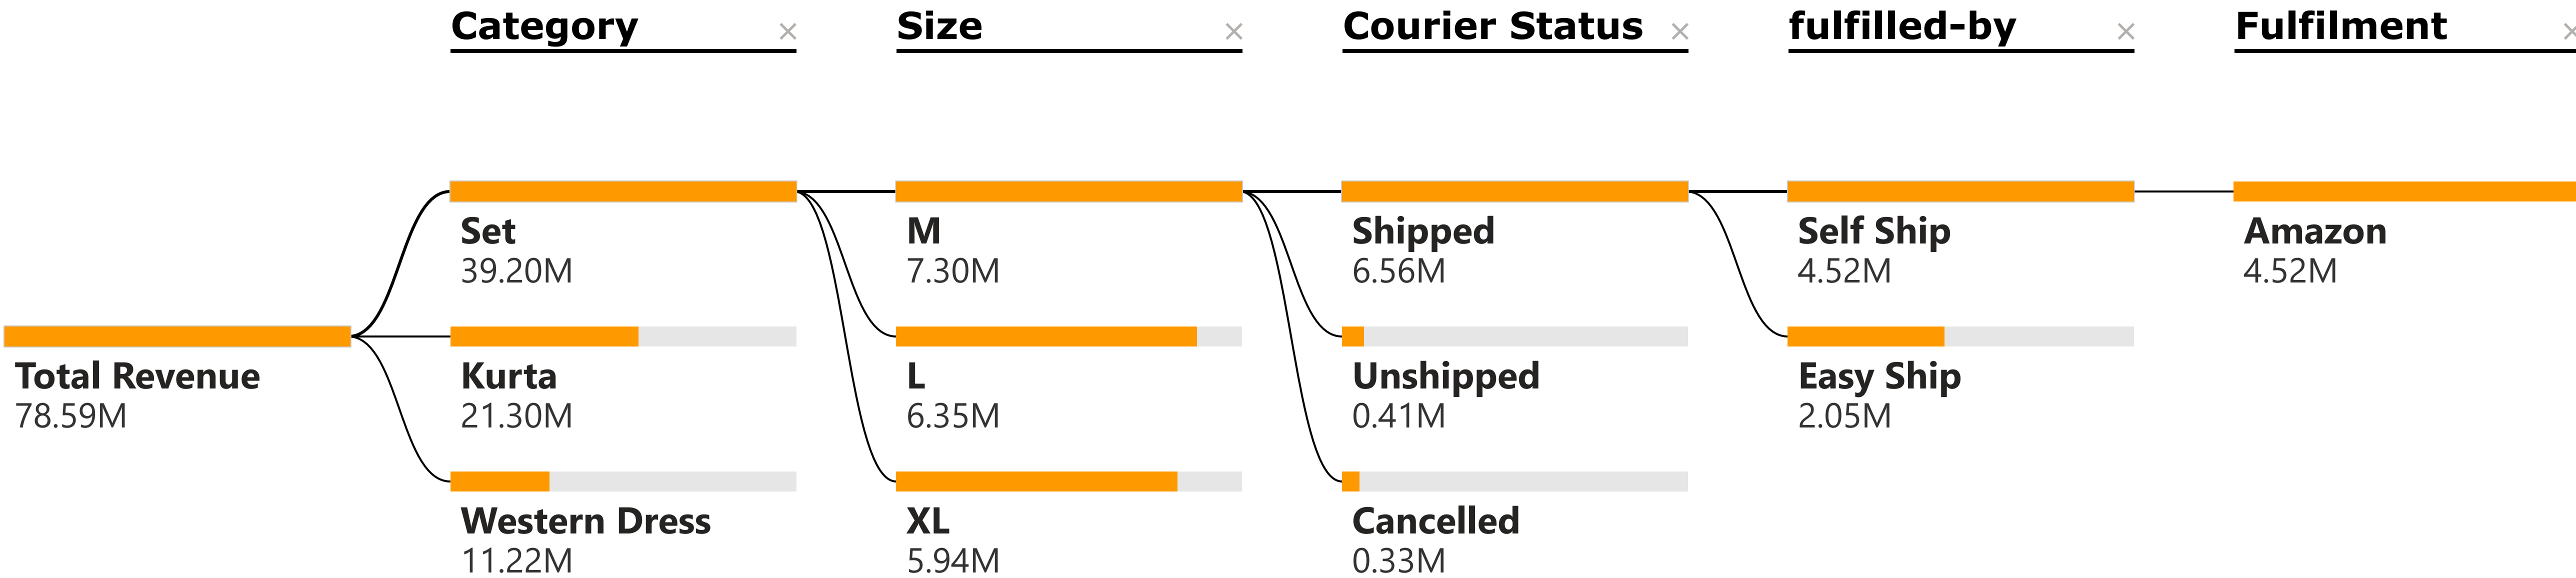 Category
Size
Courier Status
fulfilled-by
Fulfilment
Total Revenue
78.59M
Set
39.20M
Kurta
21.30M
Western Dress
11.22M
M
7.30M
L
6.35M
XL
5.94M
Shipped
6.56M
Unshipped
0.41M
Cancelled
0.33M
Self Ship
4.52M
Easy Ship
2.05M
Amazon
4.52M